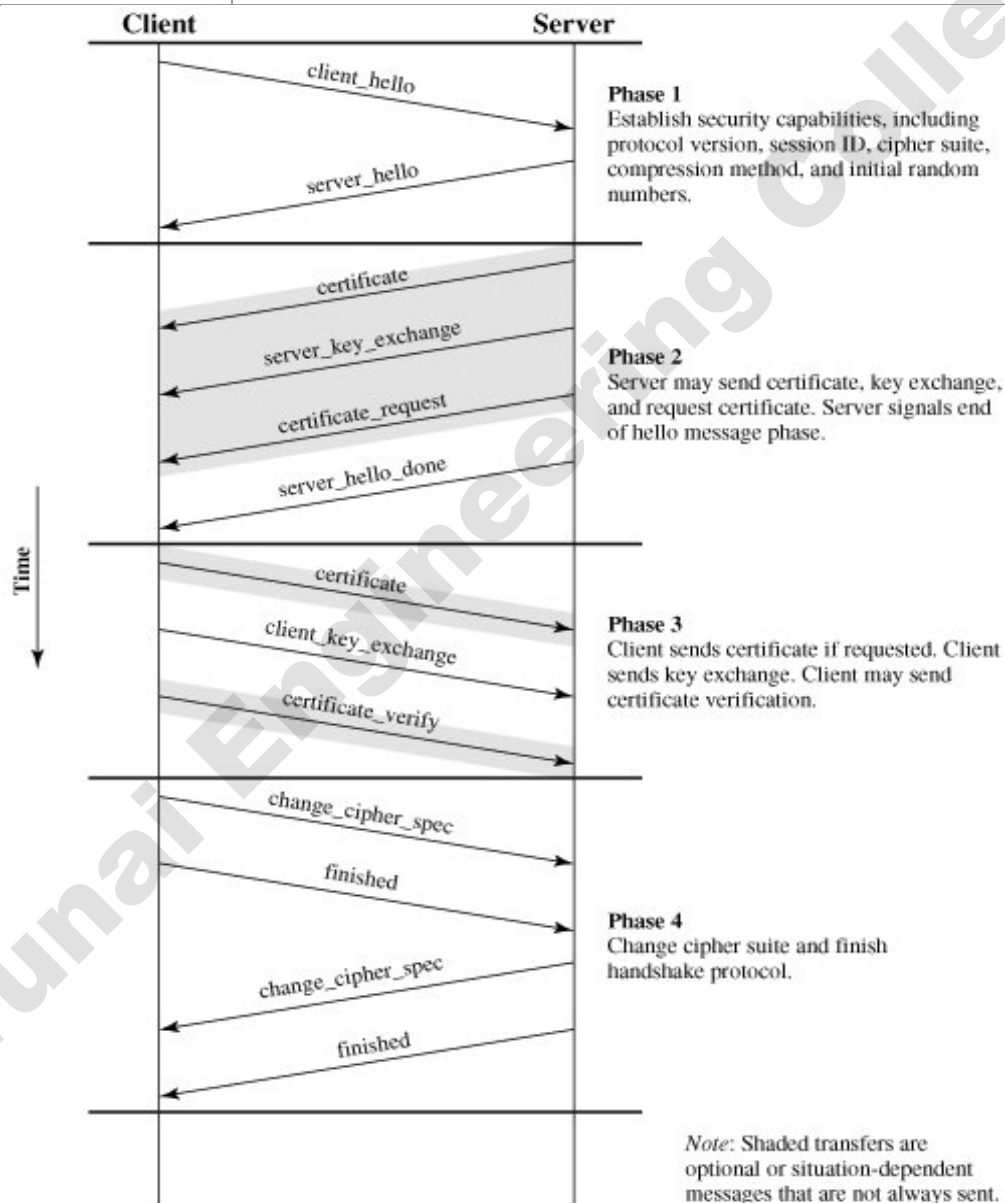 Client
Server
client_hello
server_hello
Phase 1
Establish security capabilities, including
protocol version, session ID, cipher suite,
compression method, and initial random
numbers.
certificate
server_key_exchange
certificate_request
server_hello_done
Phase 2
Server may send certificate, key exchange,
and request certificate. Server signals end
of hello message phase.
Time
certificate
client_key_exchange
certificate_verify
Phase 3
Client sends certificate if requested. Client
sends key exchange. Client may send
certificate verification.
change_cipher_spec
finished
change_cipher_spec
finished
Phase 4
Change cipher suite and finish
handshake protocol.
Note: Shaded transfers are
optional or situation-dependent
messages that are not always sent.
unai Engineering Colle